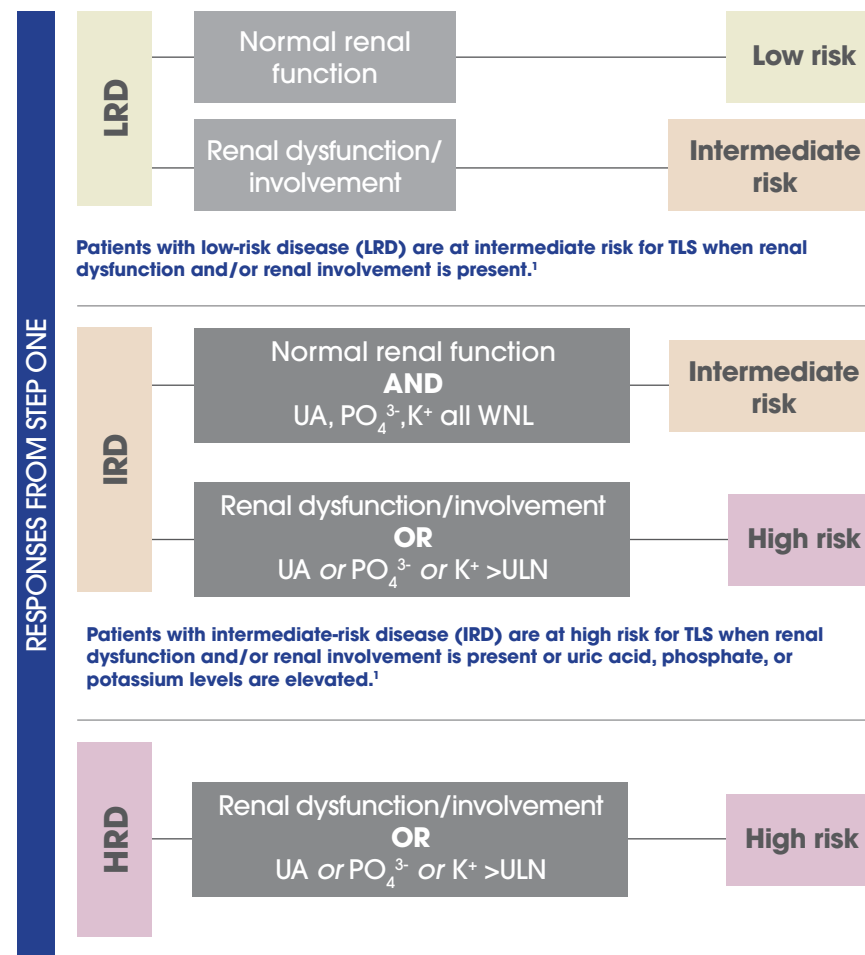 RESPONSES FROM STEP ONE
LRD
Normal renal
function
Low risk
Renal dysfunction/
involvement
Intermediate
risk
Patients with low-risk disease (LRD) are at intermediate risk for TLS when renal
dysfunction and/or renal involvement is present.¹
IRD
Normal renal function
AND
UA, PO₄³⁻,K⁺ all WNL
Intermediate
risk
Renal dysfunction/involvement
OR
UA or PO₄³⁻ or K⁺ >ULN
High risk
Patients with intermediate-risk disease (IRD) are at high risk for TLS when renal
dysfunction and/or renal involvement is present or uric acid, phosphate, or
potassium levels are elevated.¹
HRD
Renal dysfunction/involvement
OR
UA or PO₄³⁻ or K⁺ >ULN
High risk